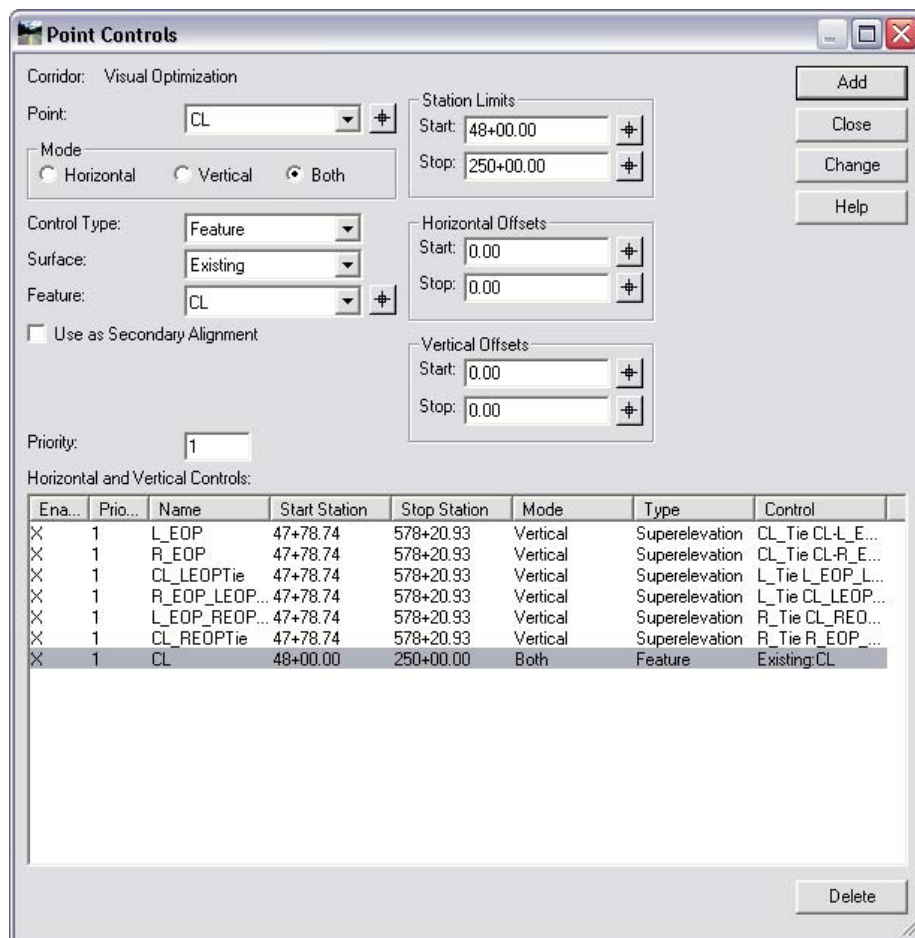 Point Controls
Corridor: Visual Optimization
Point: CL
Mode
Horizontal Vertical Both
Control Type: Feature
Surface: Existing
Feature: CL
Use as Secondary Alignment
Priority: 1
Station Limits
Start: 48+00.00
Stop: 250+00.00
Horizontal Offsets
Start: 0.00
Stop: 0.00
Vertical Offsets
Start: 0.00
Stop: 0.00
Add
Close
Change
Help
Horizontal and Vertical Controls:
Ena... Prio... Name Start Station Stop Station Mode Type Control
X 1 L_EOP 47+78.74 578+20.93 Vertical Superelevation CL_Tie CL-L_E...
X 1 R_EOP 47+78.74 578+20.93 Vertical Superelevation CL_Tie CL-R_E...
X 1 CL_LEOPTie 47+78.74 578+20.93 Vertical Superelevation L_Tie L_EOP_L...
X 1 R_EOP_LEOP... 47+78.74 578+20.93 Vertical Superelevation L_Tie CL_LEOP...
X 1 L_EOP_REOP... 47+78.74 578+20.93 Vertical Superelevation R_Tie CL_REO...
X 1 CL_REOPTie 47+78.74 578+20.93 Vertical Superelevation R_Tie R_EOP_...
X 1 CL 48+00.00 250+00.00 Both Feature Existing:CL
Delete